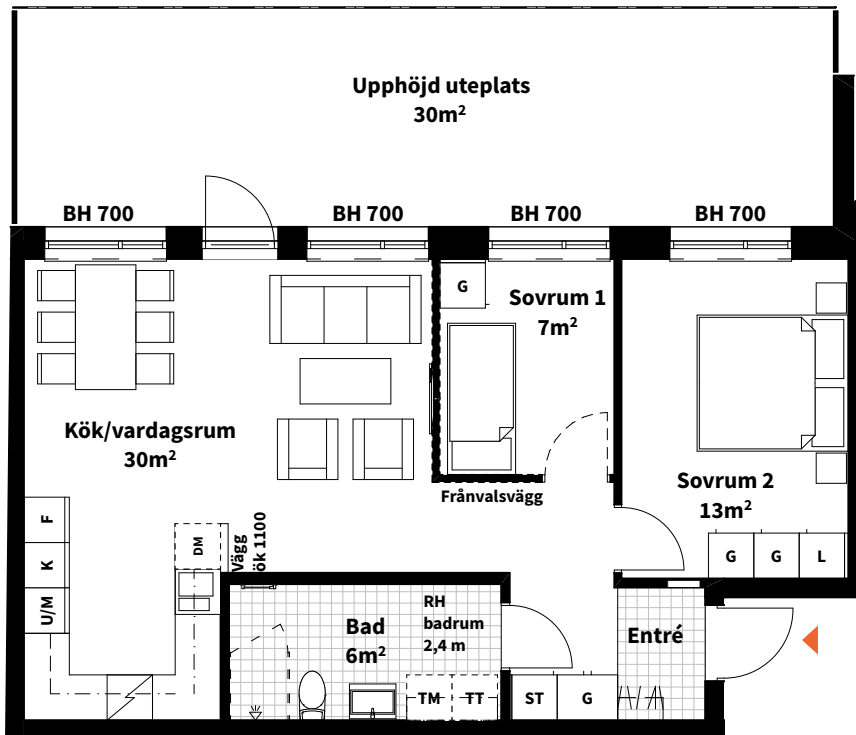 Upphöjd uteplats
30m²
BH 700
BH 700
BH 700
BH 700
G
Sovrum 1
7m²
Kök/vardagsrum
30m²
Sovrum 2
13m²
Frånvalsvägg
F
K
U/M
DM
Vägg
ök 1100
G
G
L
RH
badrum
2,4 m
Bad
6m²
Entré
TM
TT
ST
G